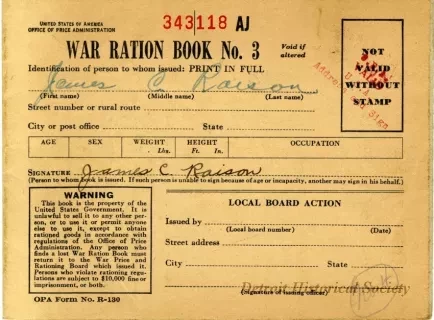 UNITED STATES OF AMERICA
OFFICE OF PRICE ADMINISTRATION
343118 AJ
WAR RATION BOOK No. 3
Void if
altered
NOT
VALID
WITHOUT
STAMP
Identification of person to whom issued: PRINT IN FULL
James C Raison
(First name) (Middle name) (Last name)
Street number or rural route
City or post office State
AGE SEX WEIGHT HEIGHT OCCUPATION
Lbs. Ft. In.
SIGNATURE James C. Raison
(Person to whom book is issued. If such person is unable to sign because of age or incapacity, another may sign in his behalf.)
WARNING
This book is the property of the
United States Government. It is
unlawful to sell it to any other per-
son, or to use it or permit anyone
else to use it, except to obtain
rationed goods in accordance with
regulations of the Office of Price
Administration. Any person who
finds a lost War Ration Book must
return it to the War Price and
Rationing Board which issued it.
Persons who violate rationing regu-
lations are subject to $10,000 fine or
imprisonment, or both.
OPA Form No. R-130
LOCAL BOARD ACTION
Issued by
(Local board number) (Date)
Street address
City State
(Signature of issuing officer)
Detroit Historical Society